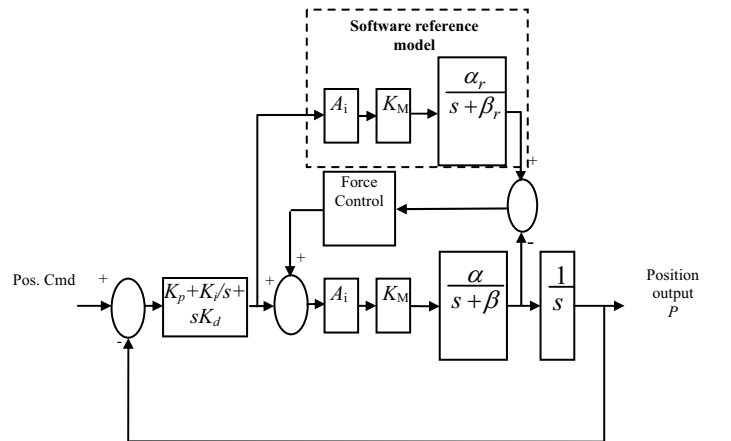 Software reference
model
A_i
K_M
α_r
s + β_r
+
Force
Control
-
+
Pos. Cmd
+
K_p+K_i/s+
sK_d
+
A_i
K_M
α
s + β
1
s
Position
output
P
-